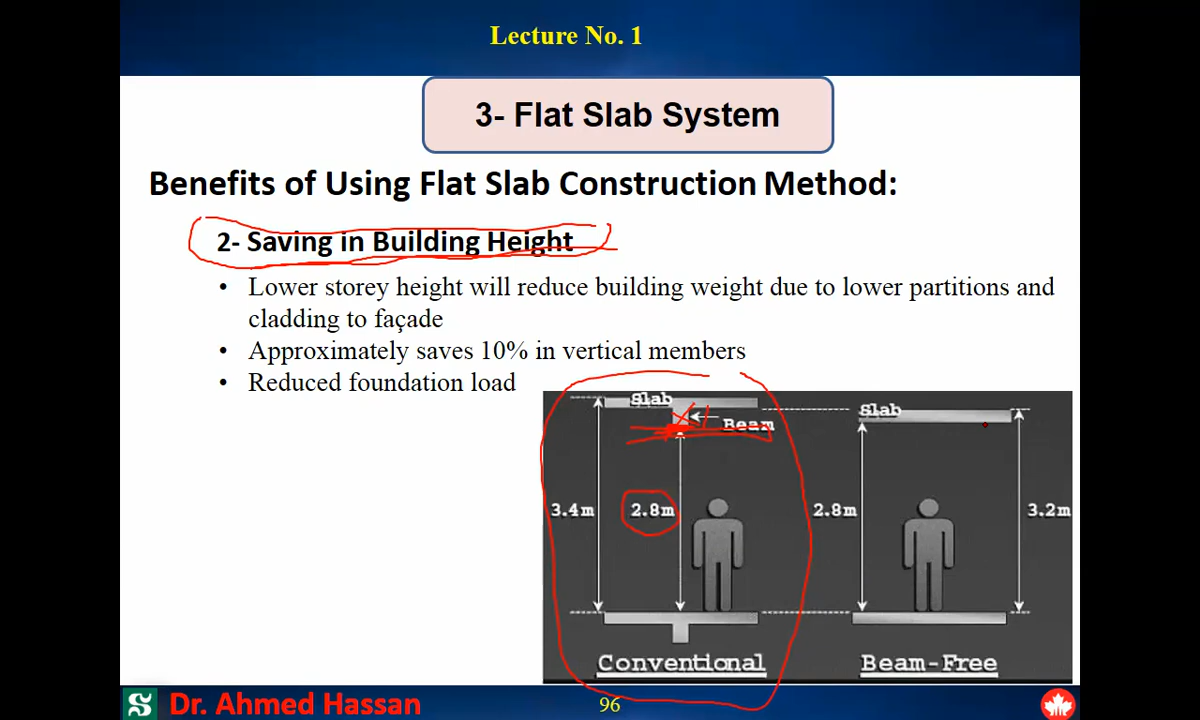 Lecture No. 1
3- Flat Slab System
Benefits of Using Flat Slab Construction Method:
2- Saving in Building Height
• Lower storey height will reduce building weight due to lower partitions and
cladding to façade
• Approximately saves 10% in vertical members
• Reduced foundation load
Slab
Beam
3.4m
2.8m
Conventional
Slab
2.8m
3.2m
Beam-Free
Dr. Ahmed Hassan
96